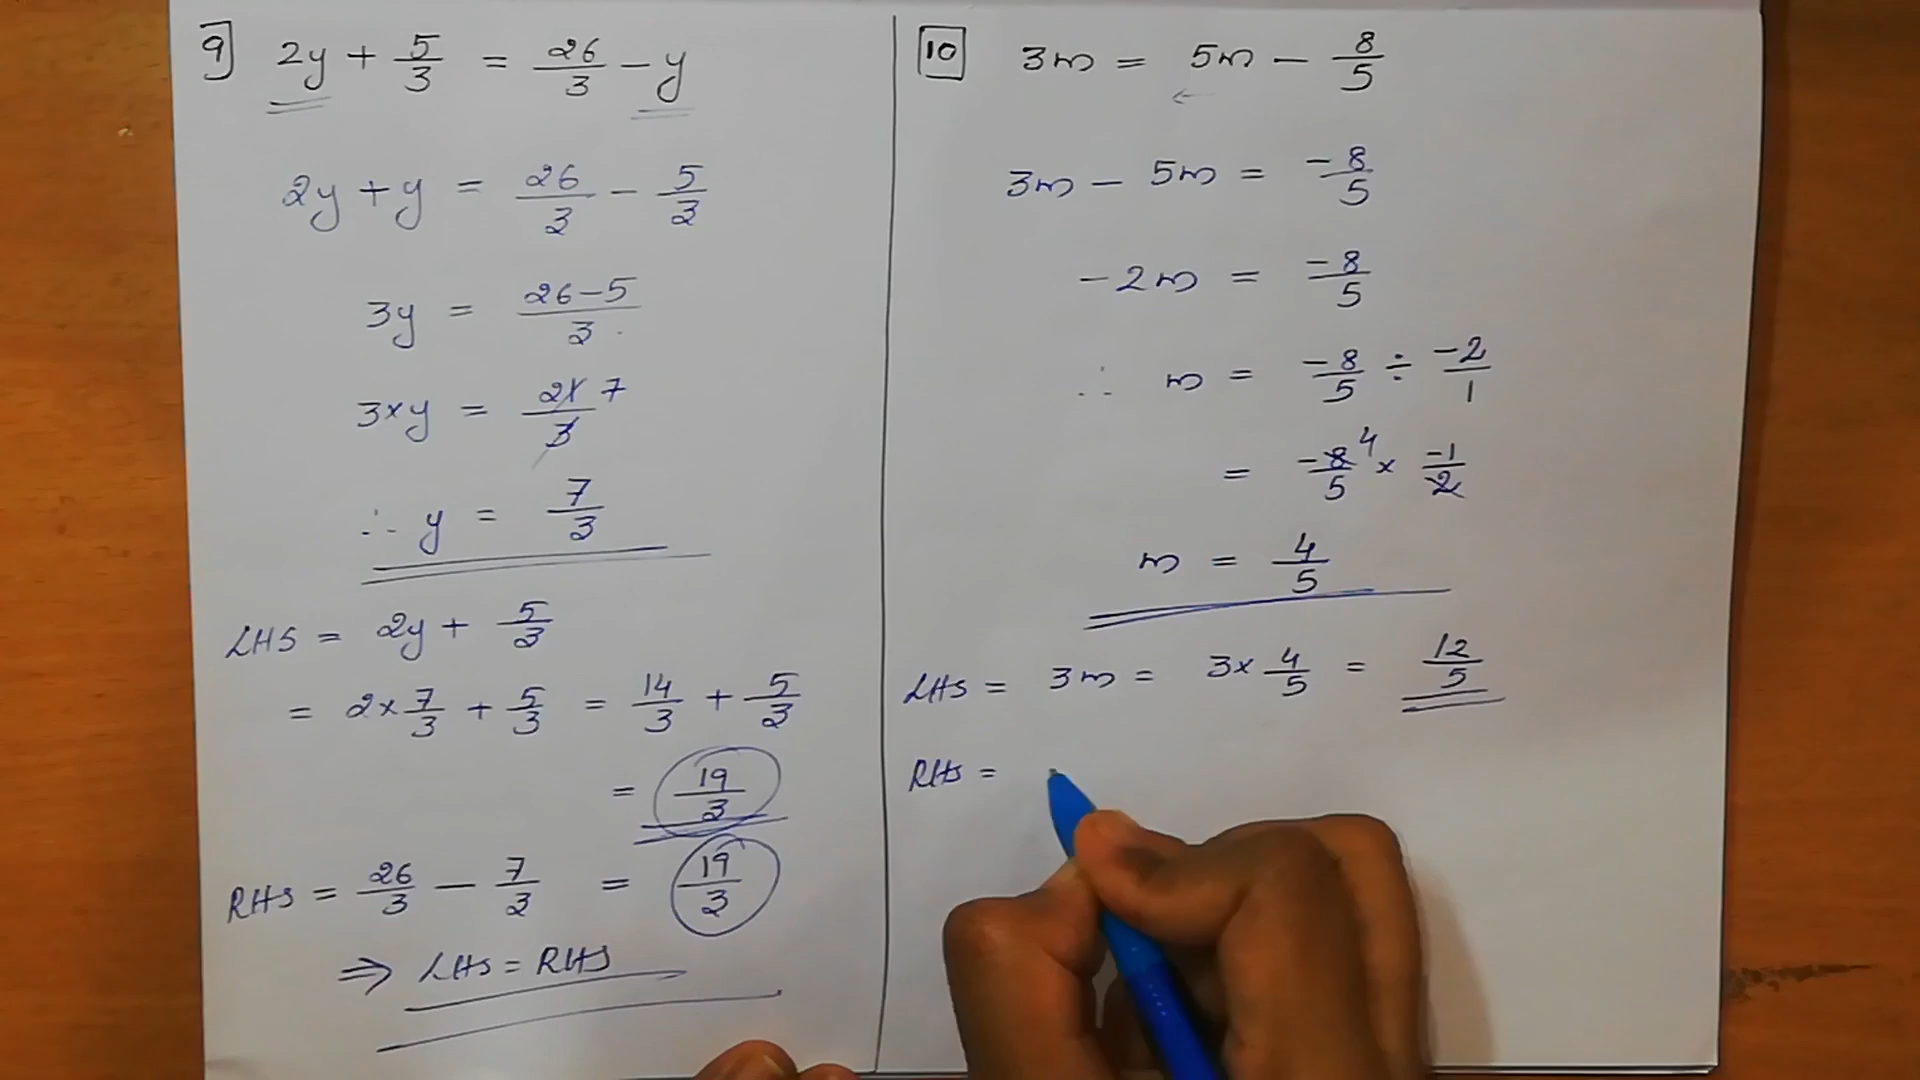 9] 2y + 5/3 = 26/3 - y
2y + y = 26/3 - 5/3
3y = 26-5/3
3×y = 21/3 7
∴ y = 7/3
LHS = 2y + 5/3
= 2×7/3 + 5/3 = 14/3 + 5/3
= 19/3
RHS = 26/3 - 7/3 = 19/3
⇒ LHS = RHS
10 3m = 5m - 8/5
3m - 5m = -8/5
-2m = -8/5
∴ m = -8/5 ÷ -2/1
= -8/5 4 × -1/2
m = 4/5
LHS = 3m = 3×4/5 = 12/5
RHS =